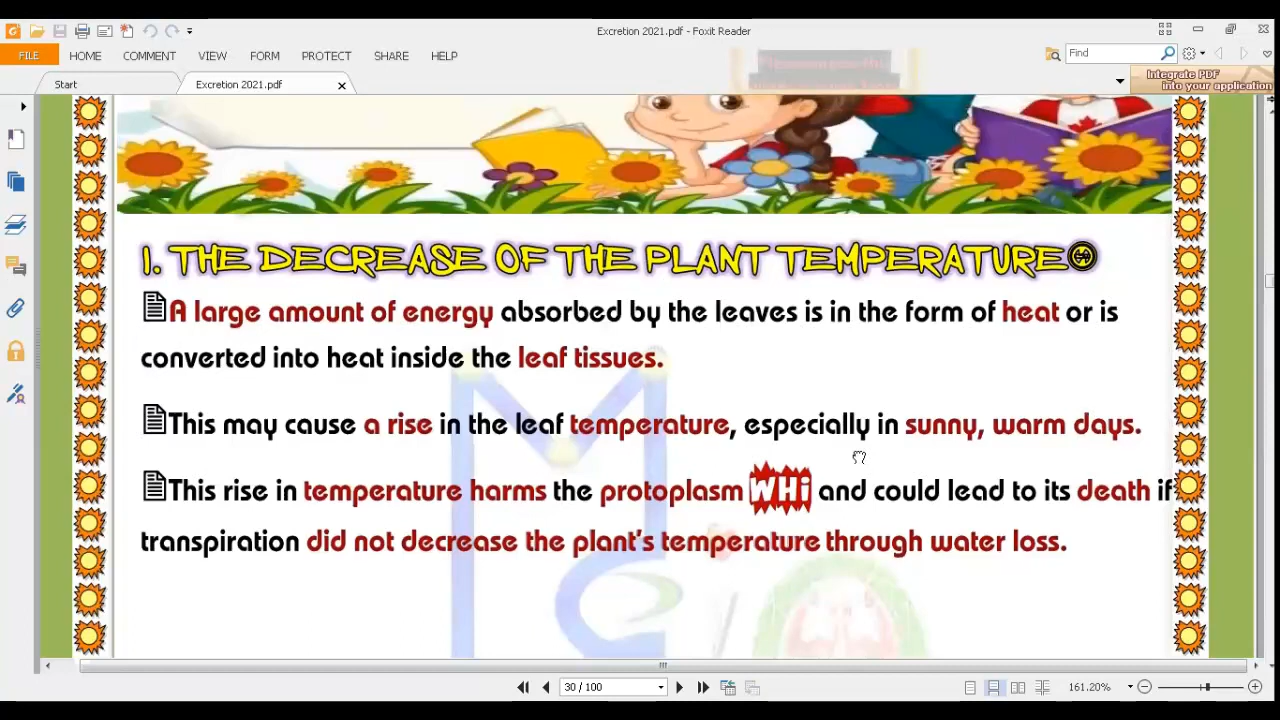 Excretion 2021.pdf - Foxit Reader
FILE HOME COMMENT VIEW FORM PROTECT SHARE HELP
Find
Start
Excretion 2021.pdf
Integrate PDF
into your application
1. THE DECREASE OF THE PLANT TEMPERATURE
A large amount of energy absorbed by the leaves is in the form of heat or is
converted into heat inside the leaf tissues.
This may cause a rise in the leaf temperature, especially in sunny, warm days.
This rise in temperature harms the protoplasm WHi and could lead to its death if
transpiration did not decrease the plant's temperature through water loss.
30 / 100
161.20%